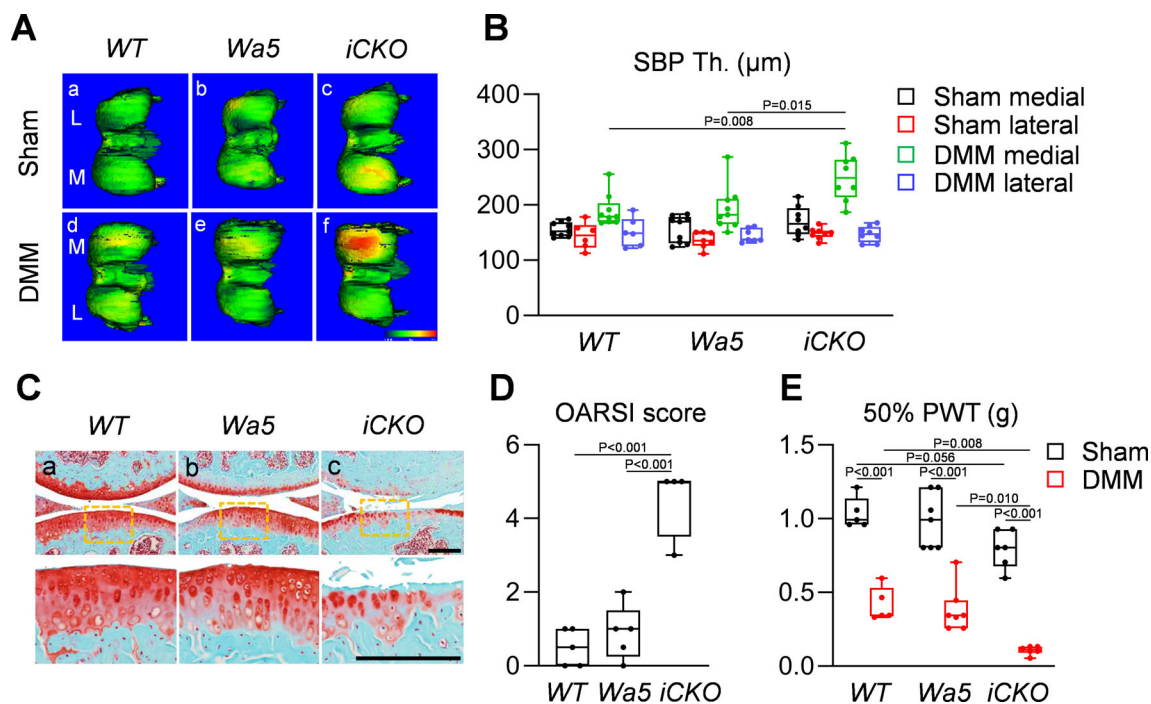 A
WT
Wa5
iCKO
Sham
DMM
a
b
c
L
M
d
e
f
M
L
B
SBP Th. (µm)
400
300
200
100
0
P=0.015
P=0.008
WT
Wa5
iCKO
Sham medial
Sham lateral
DMM medial
DMM lateral
C
WT
Wa5
iCKO
a
b
c
D
OARSI score
6
4
2
0
P<0.001
P<0.001
WT
Wa5
iCKO
E
50% PWT (g)
1.5
1.0
0.5
0.0
P=0.008
P=0.056
P<0.001
P<0.001
P=0.010
P<0.001
WT
Wa5
iCKO
Sham
DMM